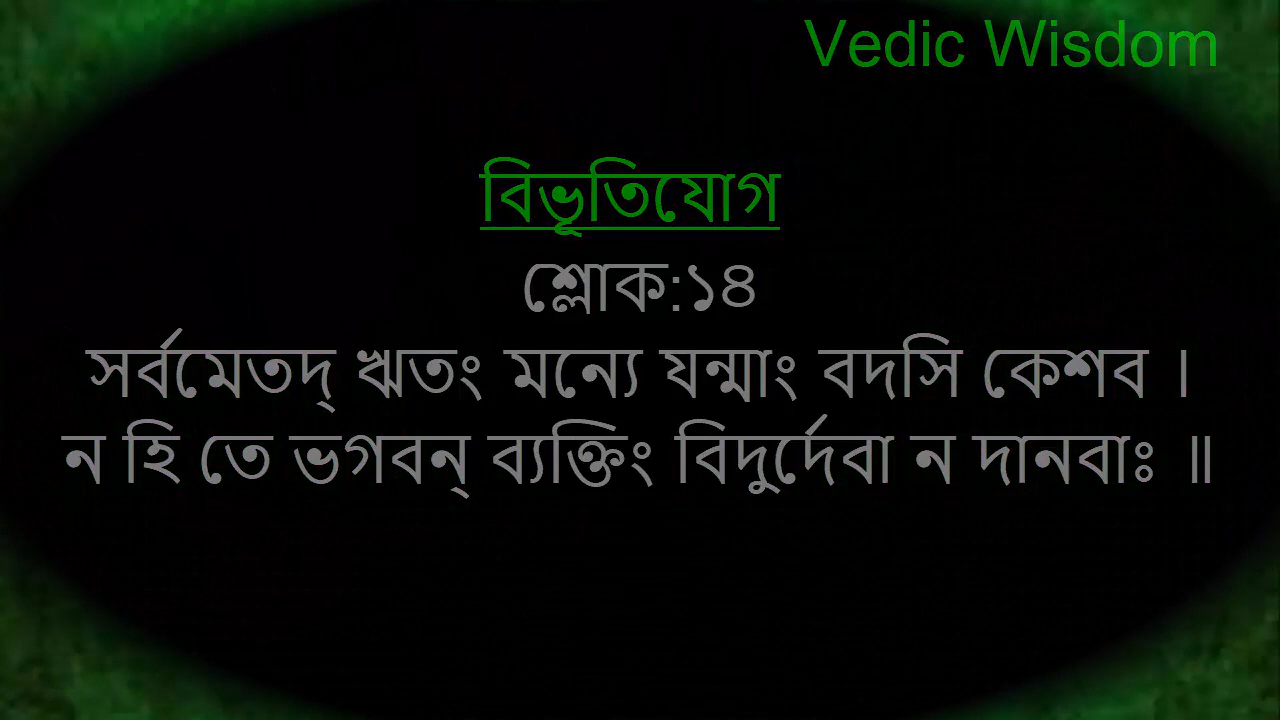 Vedic Wisdom
বিভূতিযোগ
শ্লোক:১৪
সর্বমেতদ্ ঋতং মন্যে যন্মাং বদসি কেশব ।
ন হি তে ভগবন্ ব্যক্তিং বিদুর্দেবা ন দানবাঃ ॥